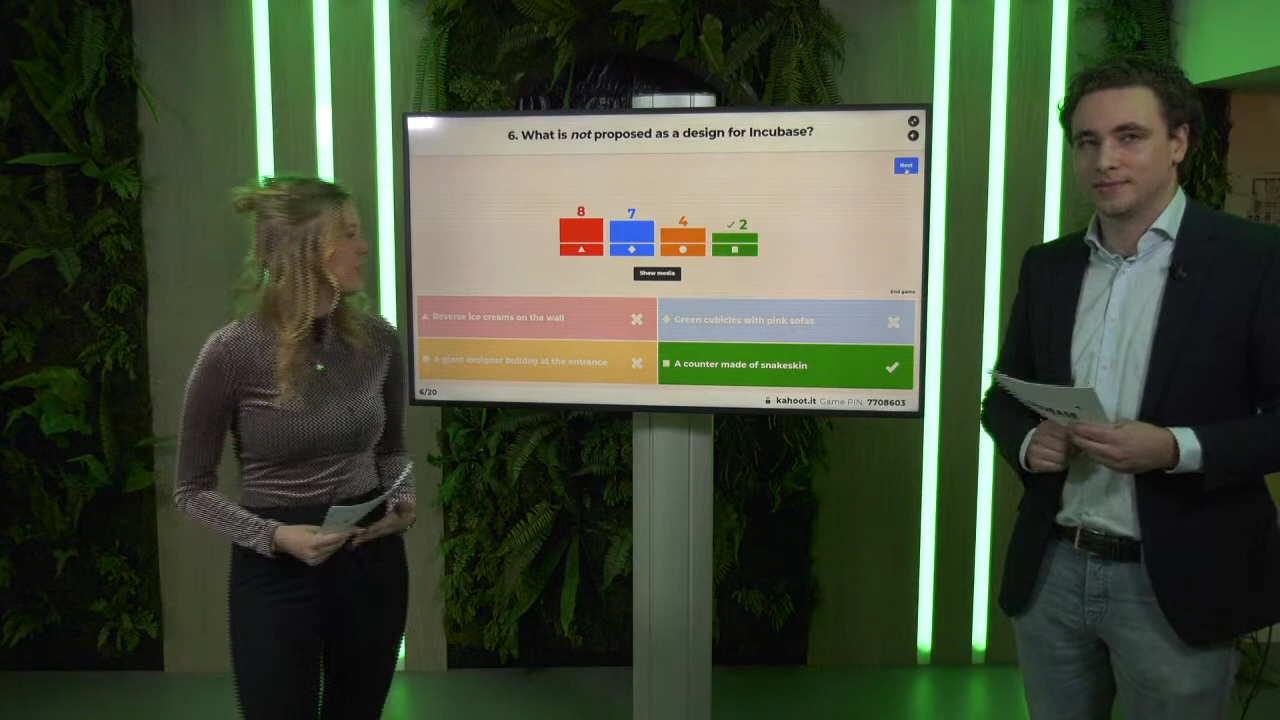 6. What is not proposed as a design for Incubase?
Next
8
7
4
2
Show media
End game
Reverse ice creams on the wall
Green cubicles with pink sofas
A giant designer bulldog at the entrance
A counter made of snakeskin
6/20
kahoot.it Game PIN: 7708603